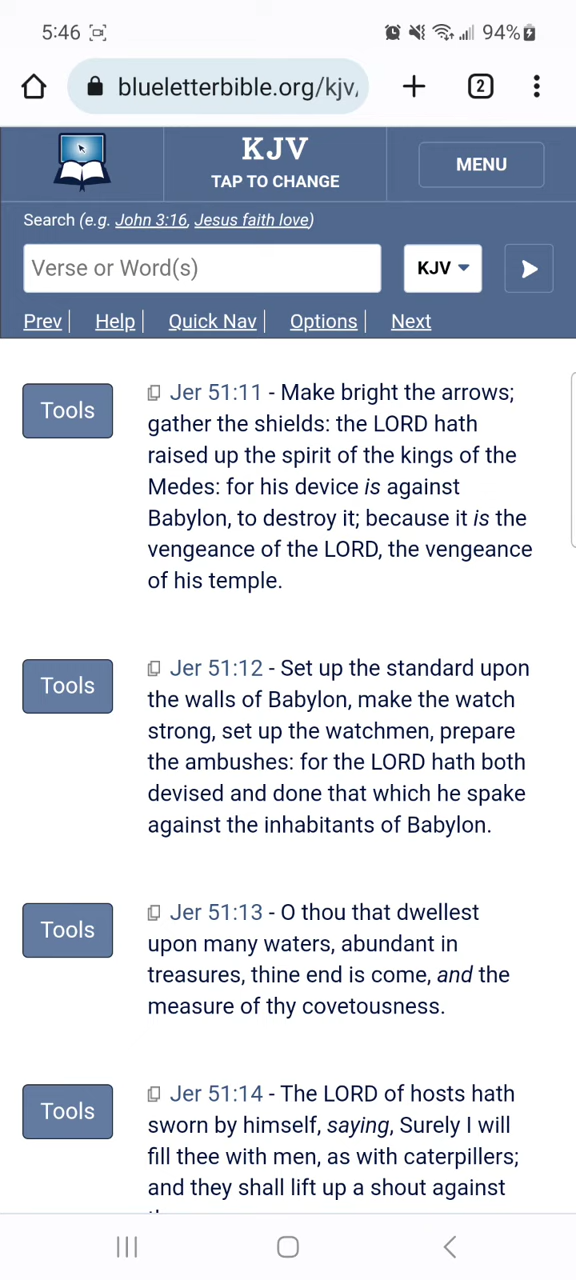 5:46 94%
blueletterbible.org/kjv/ 2
KJV
TAP TO CHANGE
MENU
Search (e.g. John 3:16, Jesus faith love)
Verse or Word(s) KJV
Prev | Help | Quick Nav | Options | Next
Tools
Jer 51:11 - Make bright the arrows;
gather the shields: the LORD hath
raised up the spirit of the kings of the
Medes: for his device is against
Babylon, to destroy it; because it is the
vengeance of the LORD, the vengeance
of his temple.
Tools
Jer 51:12 - Set up the standard upon
the walls of Babylon, make the watch
strong, set up the watchmen, prepare
the ambushes: for the LORD hath both
devised and done that which he spake
against the inhabitants of Babylon.
Tools
Jer 51:13 - O thou that dwellest
upon many waters, abundant in
treasures, thine end is come, and the
measure of thy covetousness.
Tools
Jer 51:14 - The LORD of hosts hath
sworn by himself, saying, Surely I will
fill thee with men, as with caterpillers;
and they shall lift up a shout against